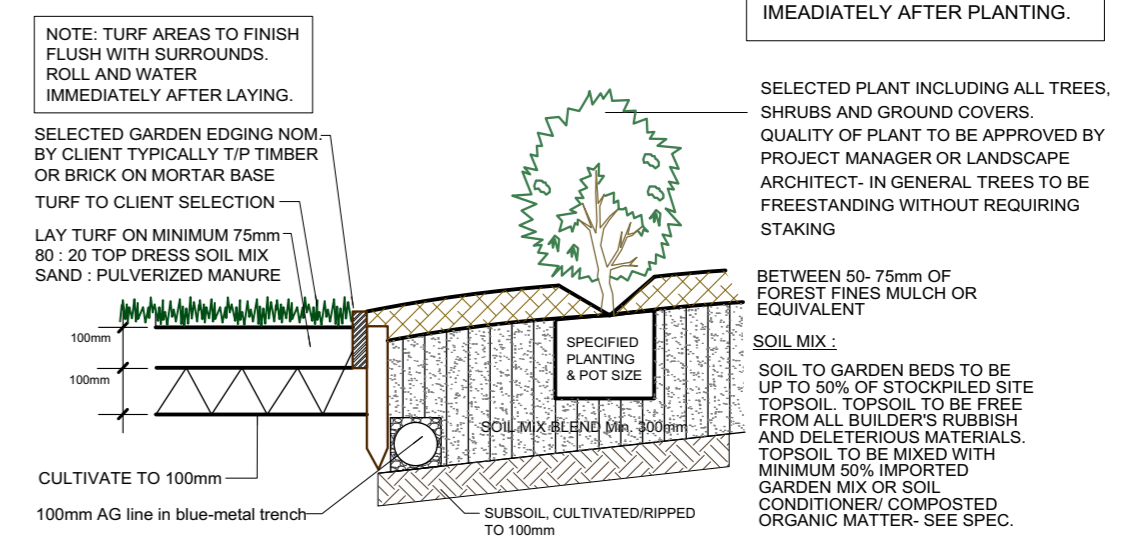 NOTE: TURF AREAS TO FINISH
FLUSH WITH SURROUNDS.
ROLL AND WATER
IMMEDIATELY AFTER LAYING.
SELECTED GARDEN EDGING NOM.
BY CLIENT TYPICALLY T/P TIMBER
OR BRICK ON MORTAR BASE
TURF TO CLIENT SELECTION
LAY TURF ON MINIMUM 75mm
80 : 20 TOP DRESS SOIL MIX
SAND : PULVERIZED MANURE
100mm
100mm
CULTIVATE TO 100mm
100mm AG line in blue-metal trench
SPECIFIED
PLANTING
& POT SIZE
SOIL MIX BLEND Min. 300mm
SUBSOIL, CULTIVATED/RIPPED
TO 100mm
IMEADIATELY AFTER PLANTING.
SELECTED PLANT INCLUDING ALL TREES,
SHRUBS AND GROUND COVERS.
QUALITY OF PLANT TO BE APPROVED BY
PROJECT MANAGER OR LANDSCAPE
ARCHITECT- IN GENERAL TREES TO BE
FREESTANDING WITHOUT REQUIRING
STAKING
BETWEEN 50- 75mm OF
FOREST FINES MULCH OR
EQUIVALENT
SOIL MIX :
SOIL TO GARDEN BEDS TO BE
UP TO 50% OF STOCKPILED SITE
TOPSOIL. TOPSOIL TO BE FREE
FROM ALL BUILDER'S RUBBISH
AND DELETERIOUS MATERIALS.
TOPSOIL TO BE MIXED WITH
MINIMUM 50% IMPORTED
GARDEN MIX OR SOIL
CONDITIONER/ COMPOSTED
ORGANIC MATTER- SEE SPEC.